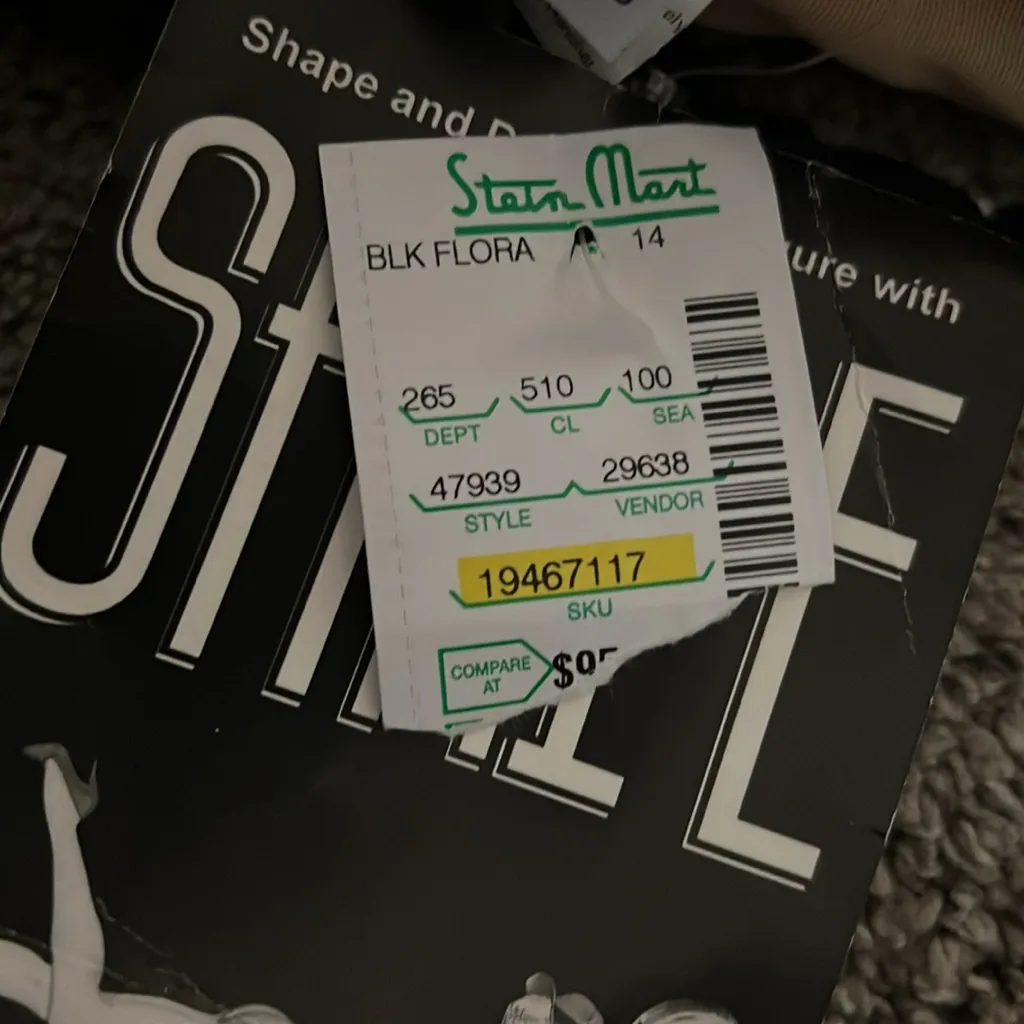 Shape and
ure with
Stein Mart
BLK FLORA 14
265 510 100
DEPT CL SEA
47939 29638
STYLE VENDOR
19467117
SKU
COMPARE
AT